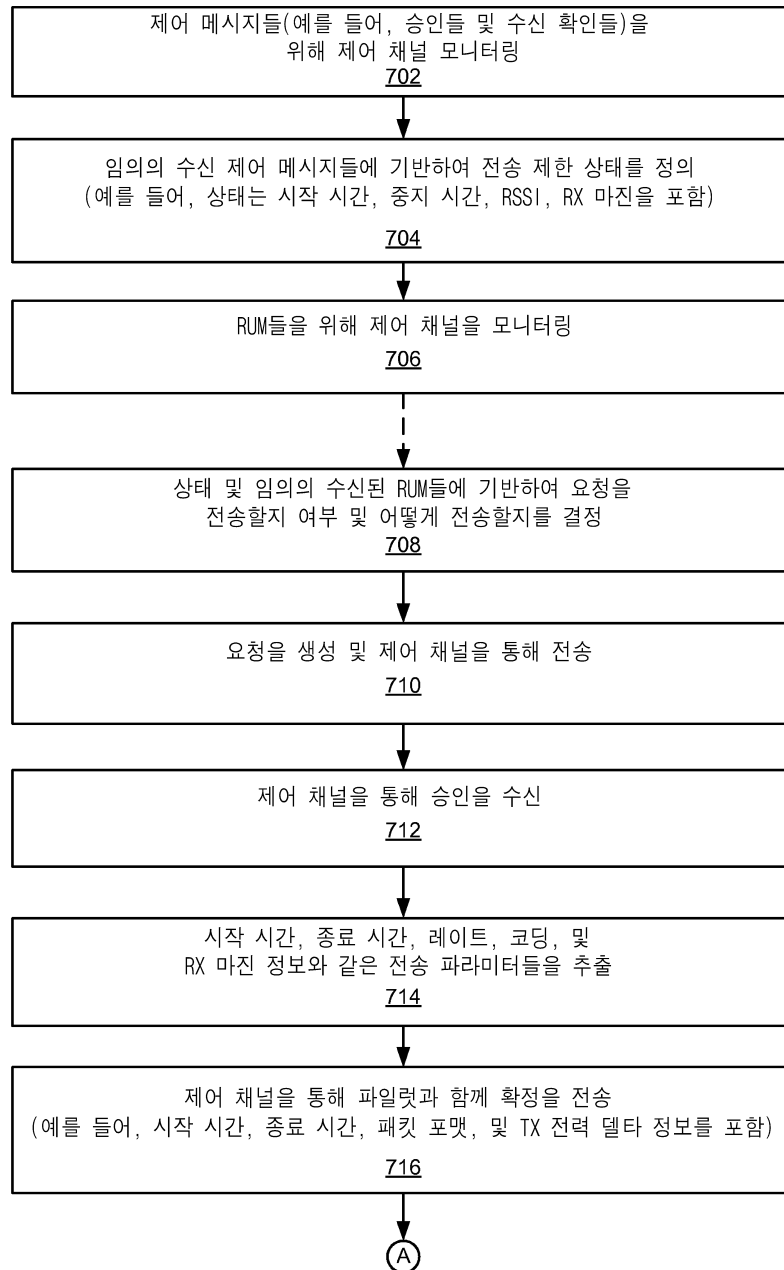 제어 메시지들(예를 들어, 승인들 및 수신 확인들)을
위해 제어 채널 모니터링
702
임의의 수신 제어 메시지들에 기반하여 전송 제한 상태를 정의
(예를 들어, 상태는 시작 시간, 중지 시간, RSSI, RX 마진을 포함)
704
RUM들을 위해 제어 채널을 모니터링
706
상태 및 임의의 수신된 RUM들에 기반하여 요청을
전송할지 여부 및 어떻게 전송할지를 결정
708
요청을 생성 및 제어 채널을 통해 전송
710
제어 채널을 통해 승인을 수신
712
시작 시간, 종료 시간, 레이트, 코딩, 및
RX 마진 정보와 같은 전송 파라미터들을 추출
714
제어 채널을 통해 파일럿과 함께 확정을 전송
(예를 들어, 시작 시간, 종료 시간, 패킷 포맷, 및 TX 전력 델타 정보를 포함)
716
A